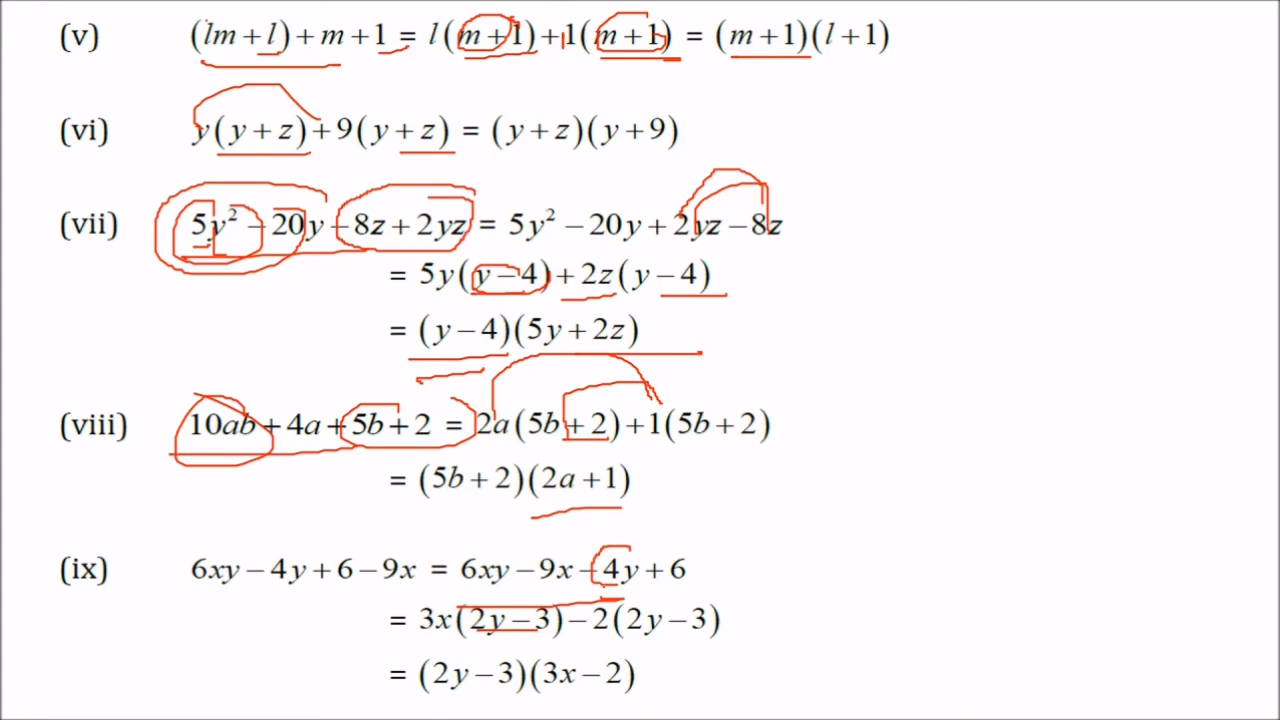 (v) (lm + l) + m + 1 = l(m + 1) + 1(m + 1) = (m + 1)(l + 1)
(vi) y(y + z) + 9(y + z) = (y + z)(y + 9)
(vii) 5y² − 20y − 8z + 2yz = 5y² − 20y + 2yz − 8z
= 5y(y − 4) + 2z(y − 4)
= (y − 4)(5y + 2z)
(viii) 10ab + 4a + 5b + 2 = 2a(5b + 2) + 1(5b + 2)
= (5b + 2)(2a + 1)
(ix) 6xy − 4y + 6 − 9x = 6xy − 9x − 4y + 6
= 3x(2y − 3) − 2(2y − 3)
= (2y − 3)(3x − 2)